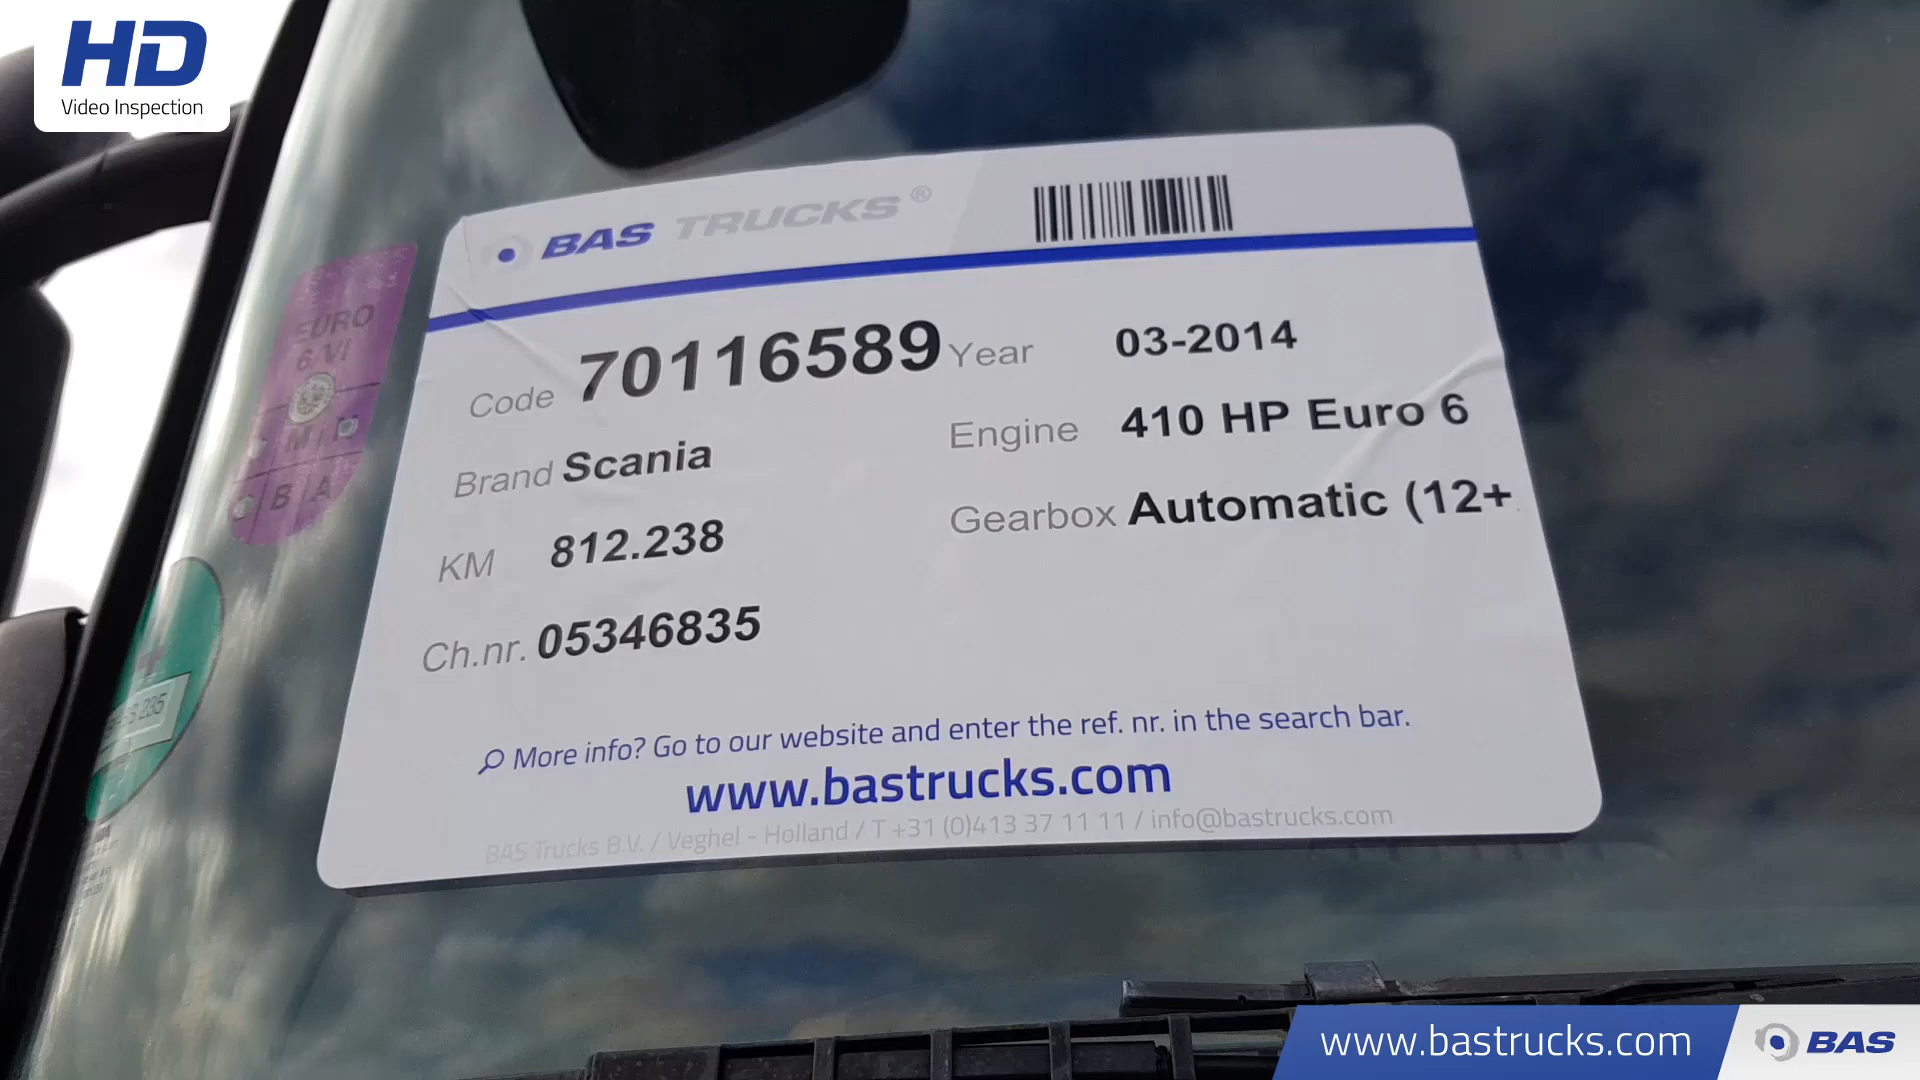 HD
Video Inspection
BAS TRUCKS®
Code 70116589
Year 03-2014
Brand Scania
Engine 410 HP Euro 6
KM 812.238
Gearbox Automatic (12+
Ch.nr. 05346835
More info? Go to our website and enter the ref. nr. in the search bar.
www.bastrucks.com
BAS Trucks B.V. / Veghel - Holland / T +31 (0)413 37 11 11 / info@bastrucks.com
EURO
6/VI
M
B A
235
www.bastrucks.com
BAS